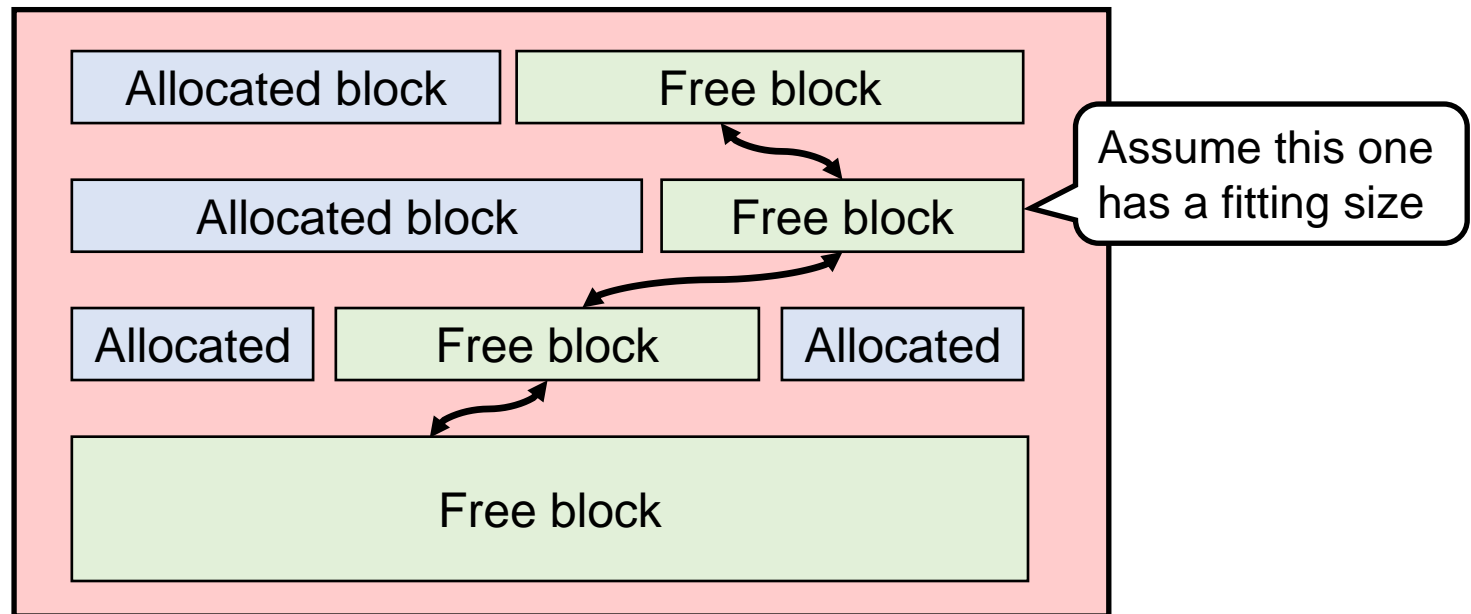 Allocated block
Free block
Assume this one
has a fitting size
Allocated block
Free block
Allocated
Free block
Allocated
Free block